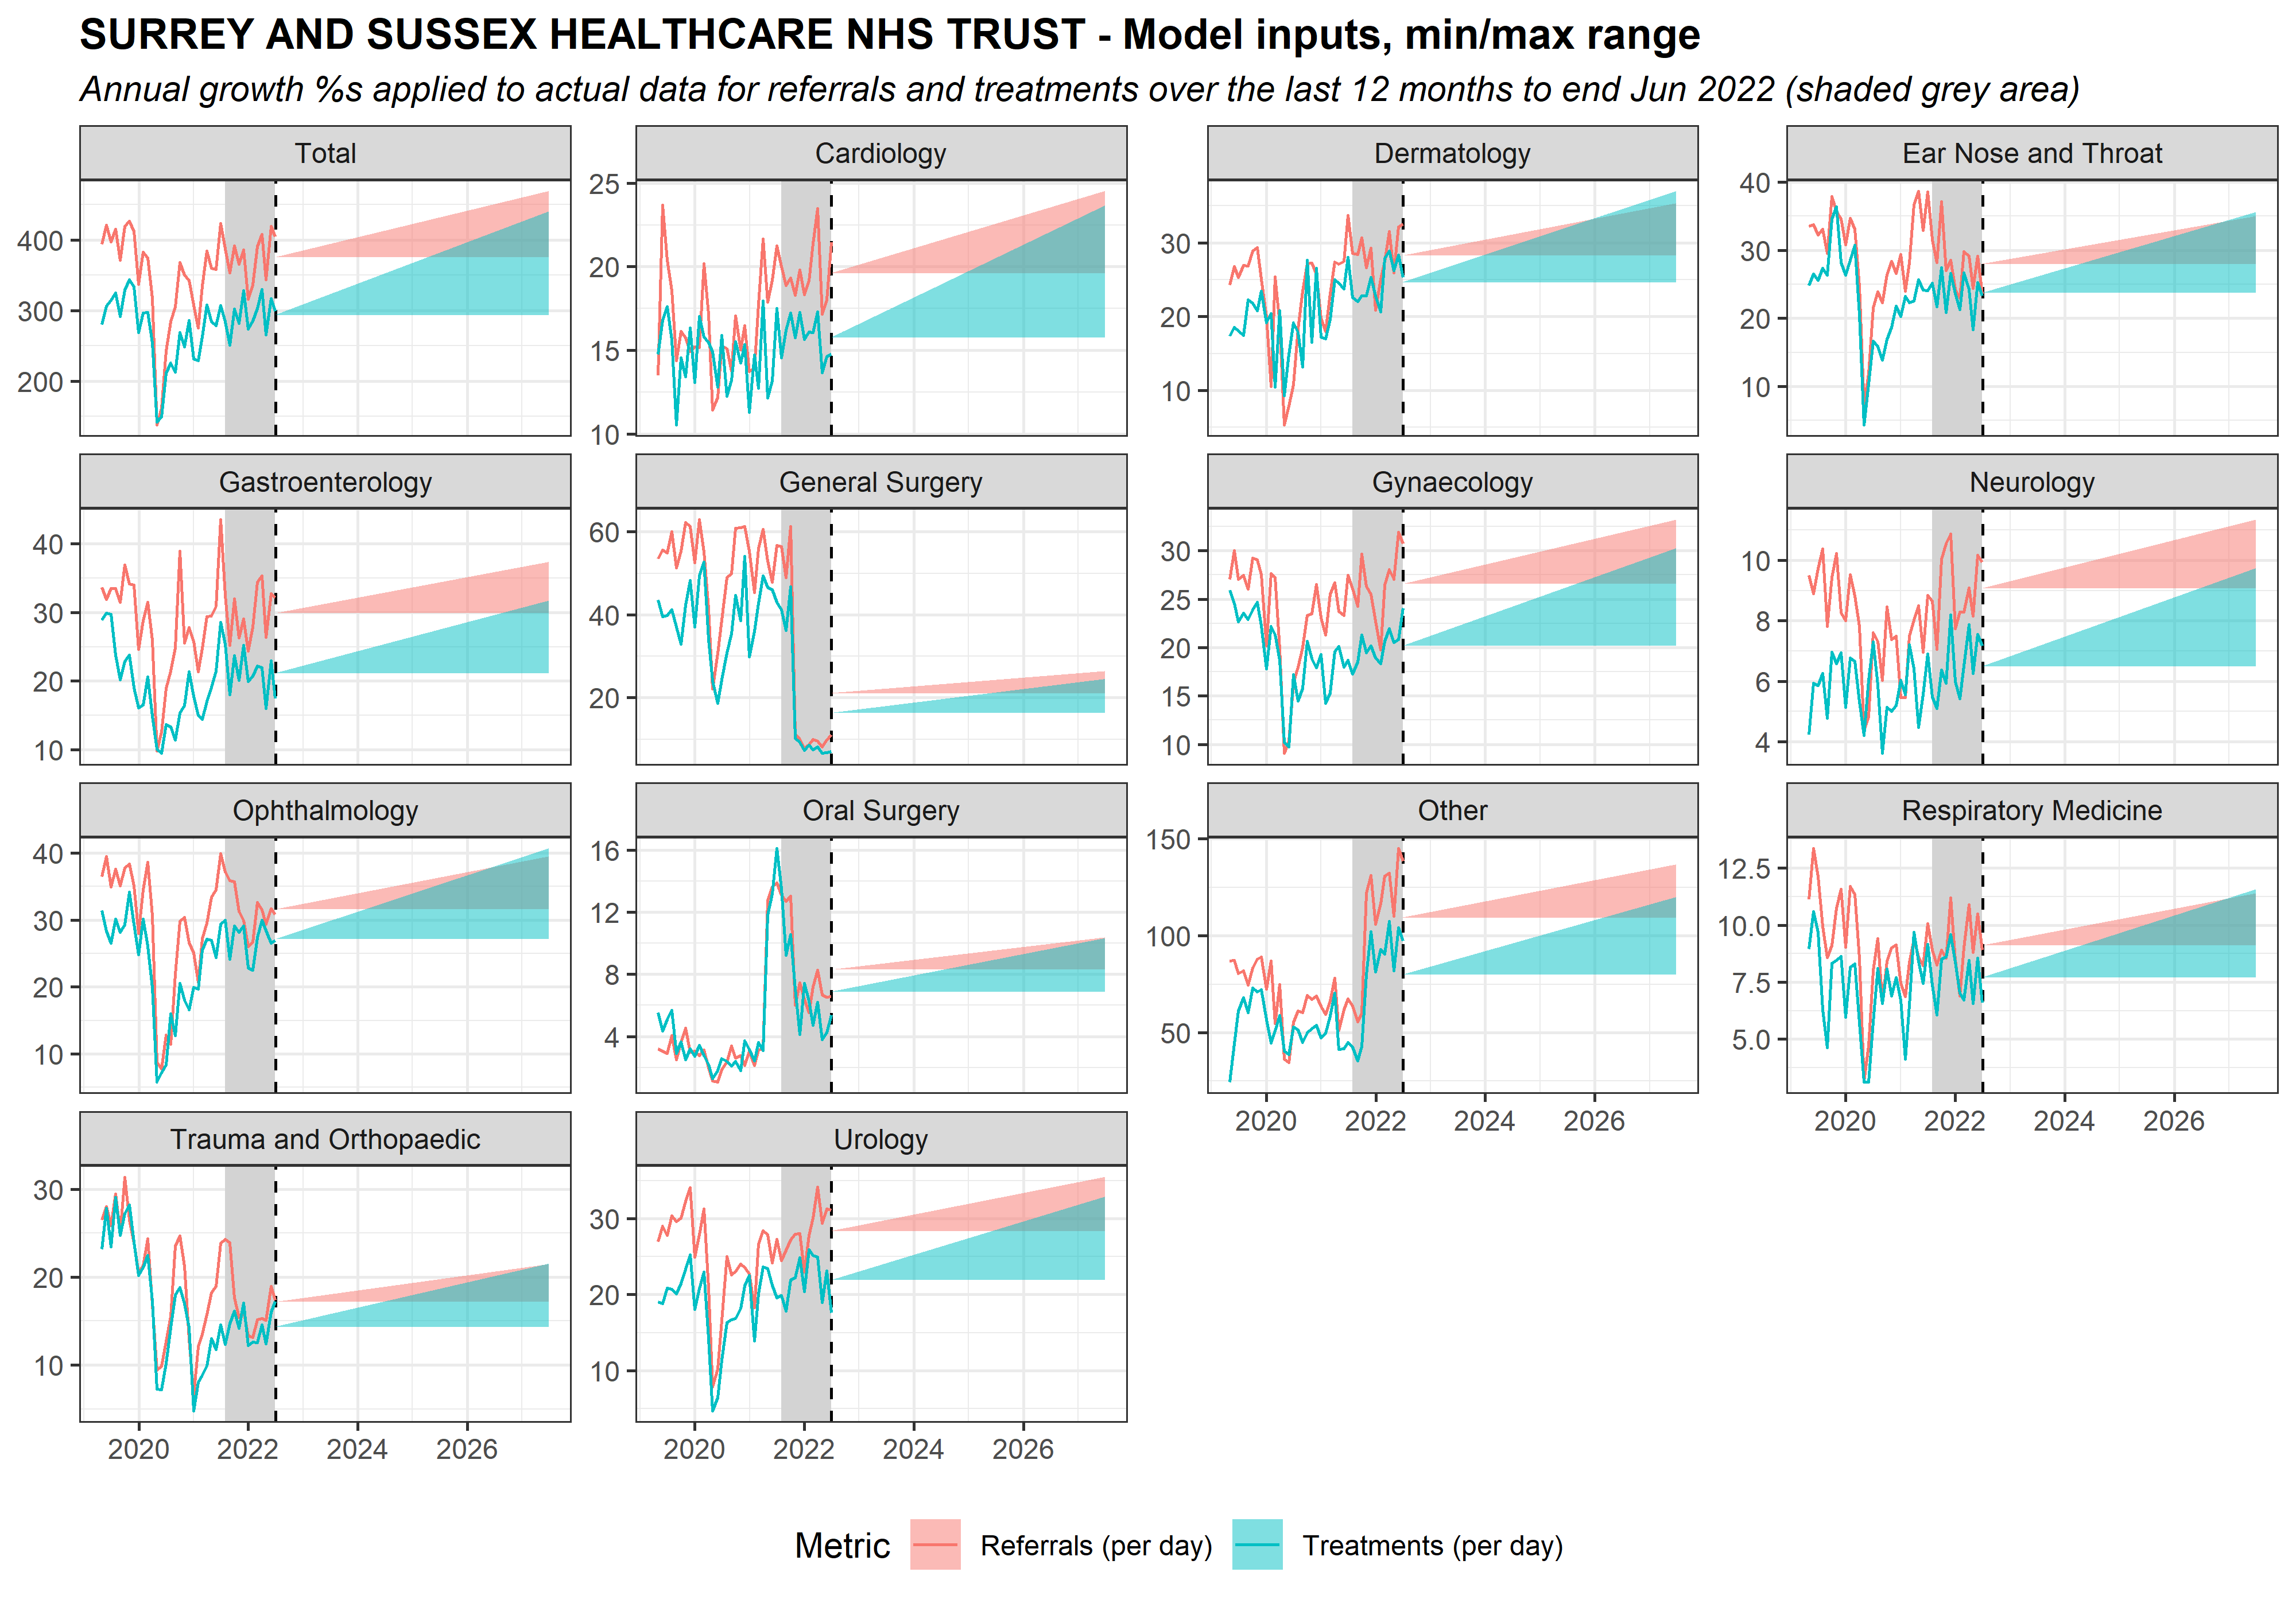 SURREY AND SUSSEX HEALTHCARE NHS TRUST - Model inputs, min/max range
Annual growth %s applied to actual data for referrals and treatments over the last 12 months to end Jun 2022 (shaded grey area)
Total
400
300
200
Cardiology
25
20
15
10
Dermatology
30
20
10
Ear Nose and Throat
40
30
20
10
Gastroenterology
40
30
20
10
General Surgery
60
40
20
Gynaecology
30
25
20
15
10
Neurology
10
8
6
4
Ophthalmology
40
30
20
10
Oral Surgery
16
12
8
4
Other
150
100
50
2020 2022 2024 2026
Respiratory Medicine
12.5
10.0
7.5
5.0
2020 2022 2024 2026
Trauma and Orthopaedic
30
20
10
2020 2022 2024 2026
Urology
30
20
10
2020 2022 2024 2026
Metric Referrals (per day) Treatments (per day)